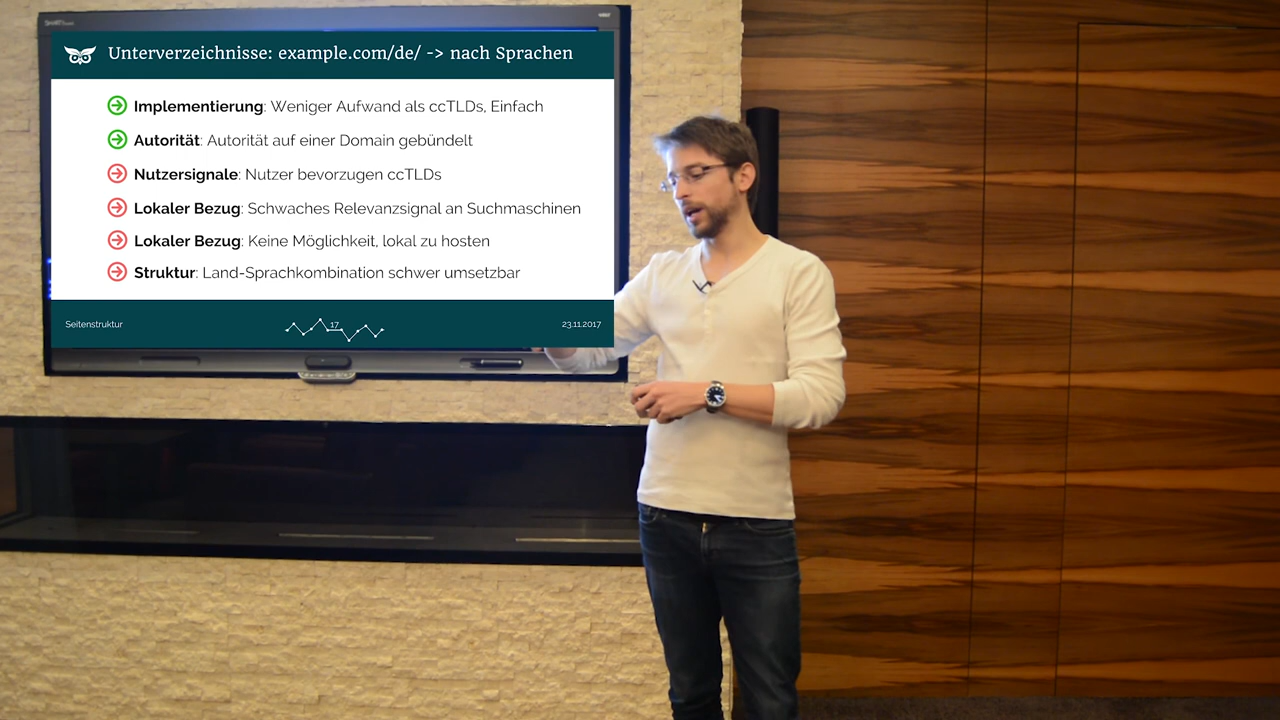 Unterverzeichnisse: example.com/de/ -> nach Sprachen
Implementierung: Weniger Aufwand als ccTLDs, Einfach
Autorität: Autorität auf einer Domain gebündelt
Nutzersignale: Nutzer bevorzugen ccTLDs
Lokaler Bezug: Schwaches Relevanzsignal an Suchmaschinen
Lokaler Bezug: Keine Möglichkeit, lokal zu hosten
Struktur: Land-Sprachkombination schwer umsetzbar
Seitenstruktur
17
23.11.2017